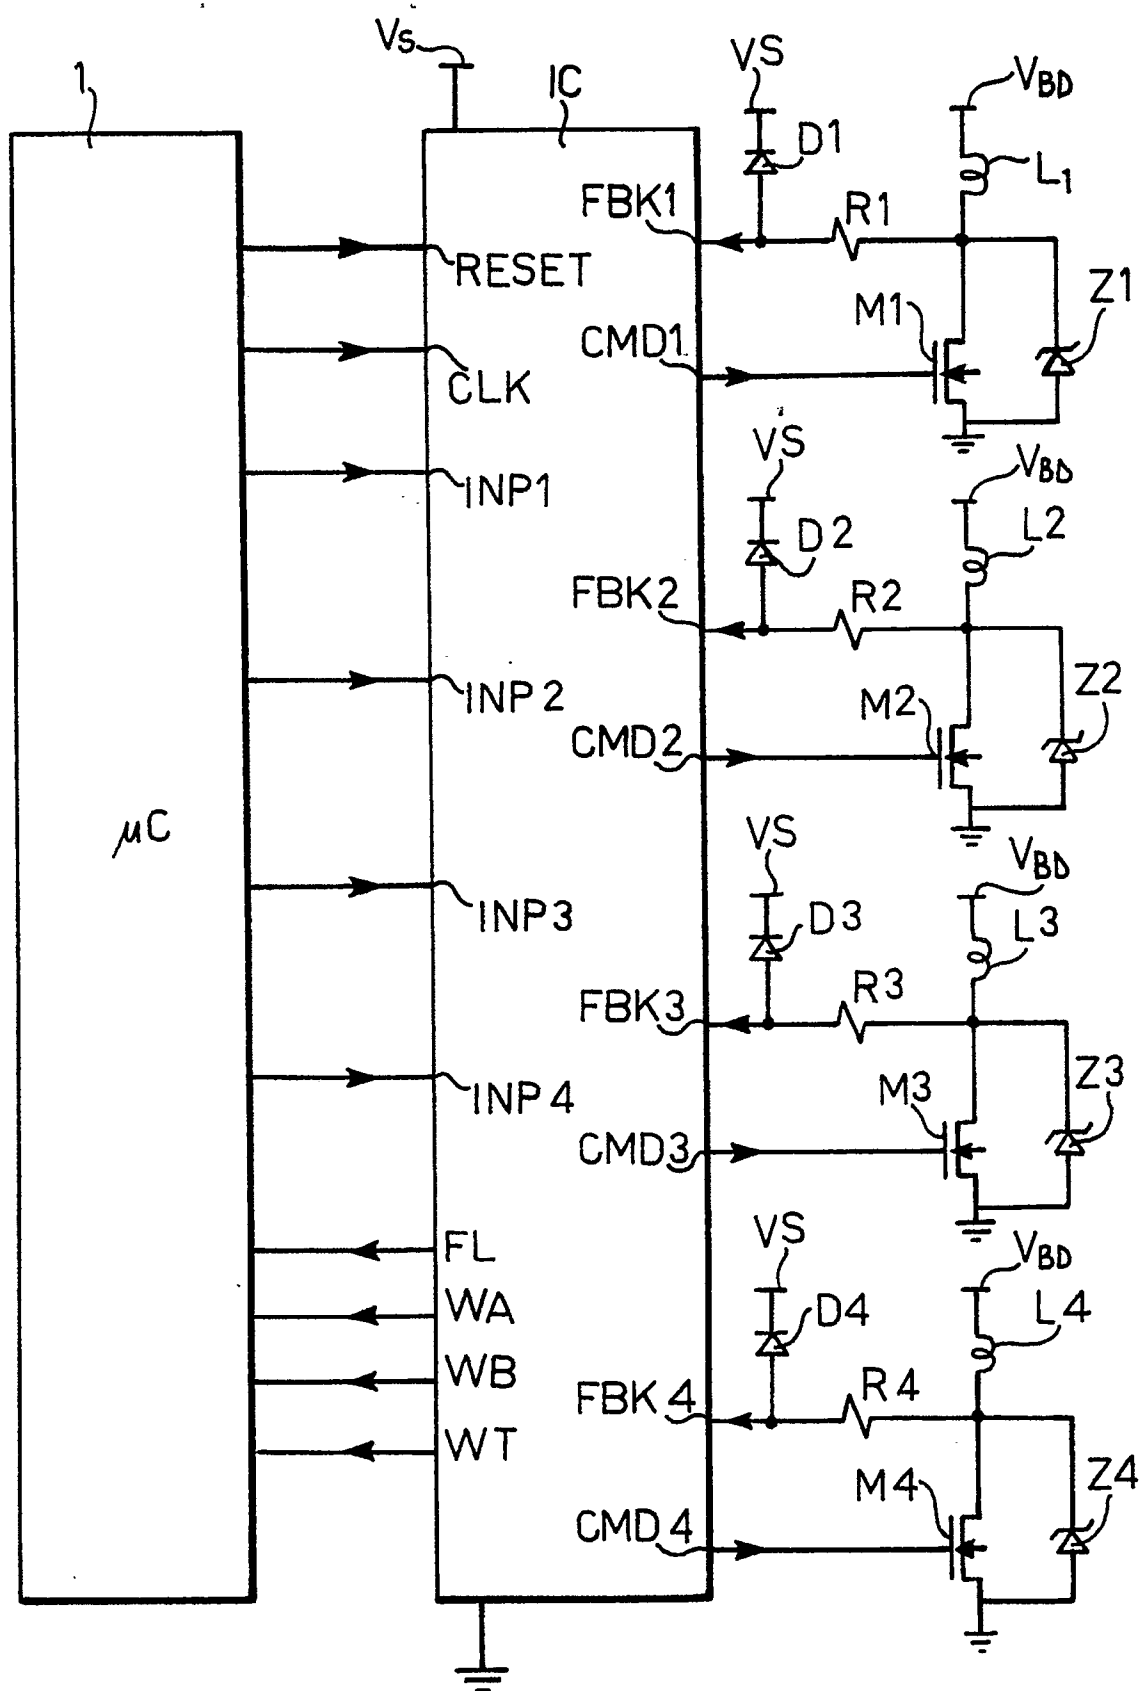 1
Vs
IC
VS
VBD
D1
L1
FBK1
R1
RESET
M1
Z1
CMD1
CLK
VS
VBD
INP1
D2
L2
FBK2
R2
INP2
M2
Z2
CMD2
μC
VS
VBD
D3
L3
INP3
FBK3
R3
INP4
M3
Z3
CMD3
VS
VBD
FL
WA
D4
L4
WB
FBK4
R4
WT
M4
Z4
CMD4